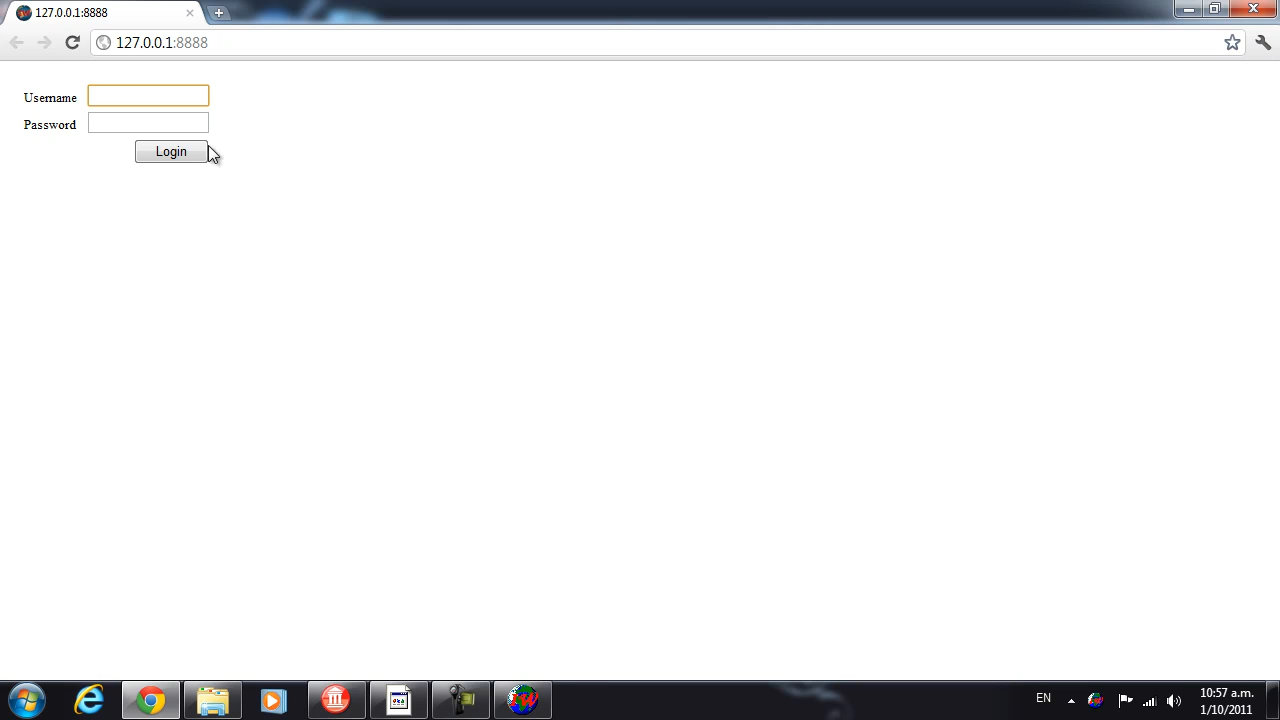 127.0.0.1:8888
127.0.0.1:8888
Username
Password
Login
EN
10:57 a.m.
1/10/2011